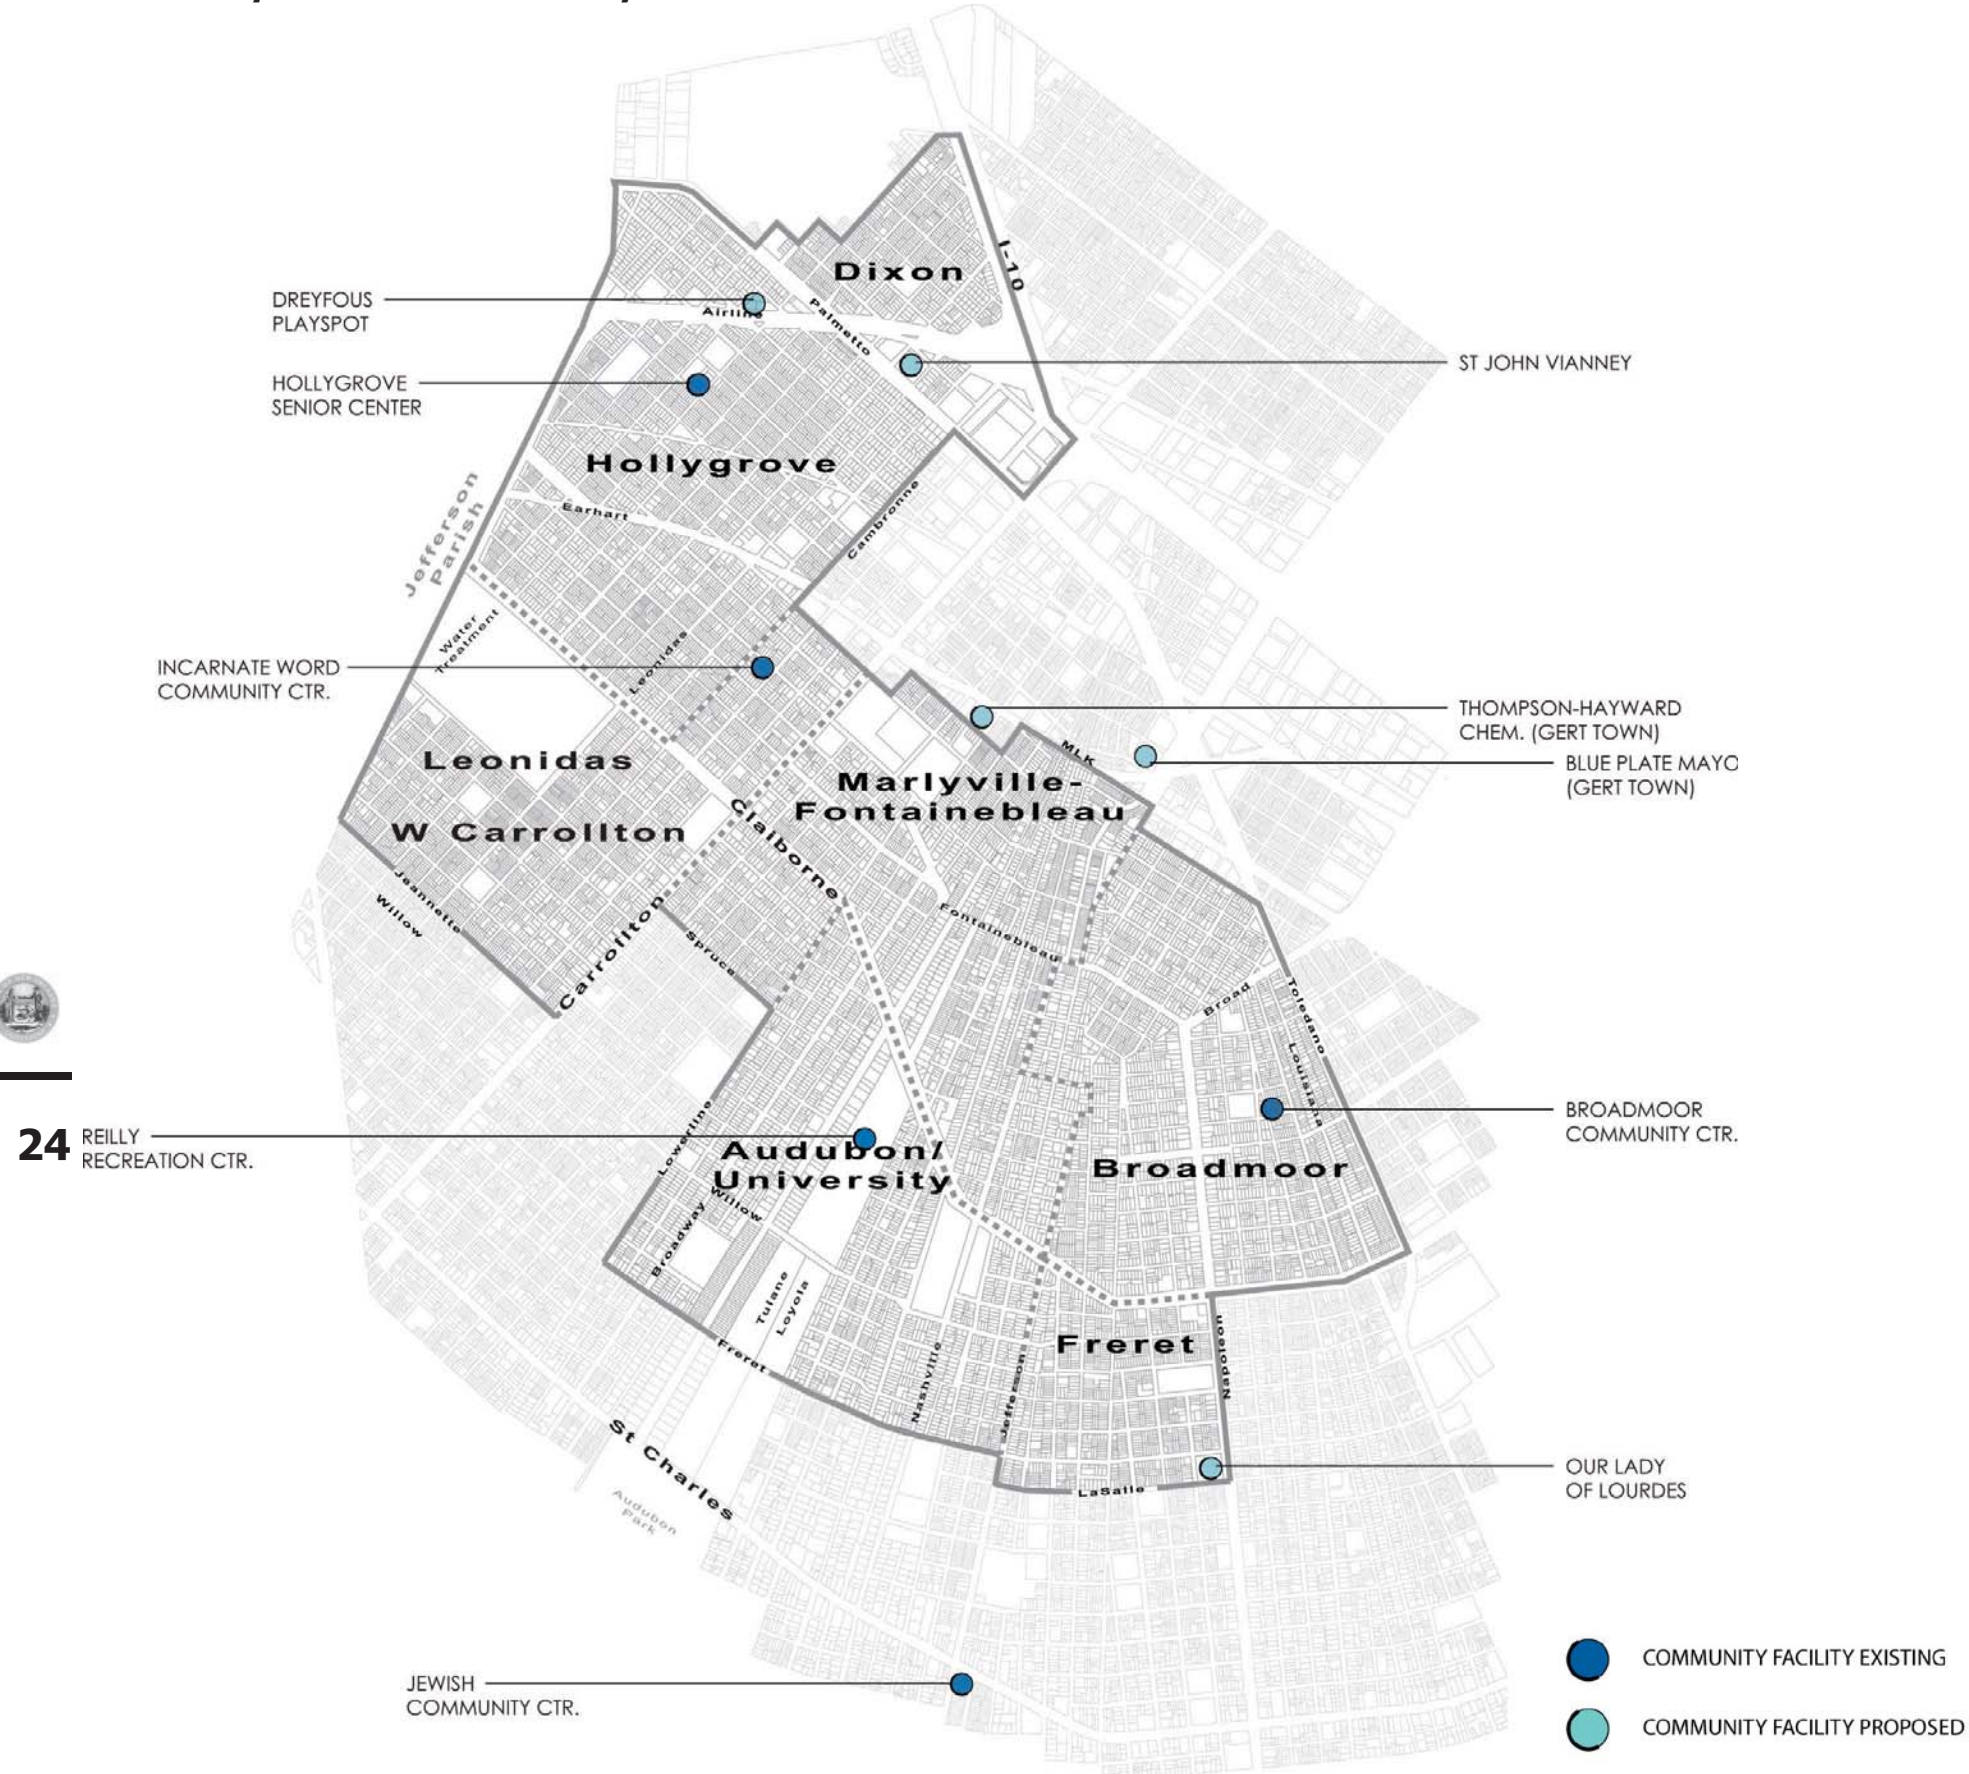 Dixon
I-10
DREYFOUS
PLAYSPOT
Airline
Palmetto
ST JOHN VIANNEY
HOLLYGROVE
SENIOR CENTER
Hollygrove
Jefferson
Parish
Earhart
Cambronne
Water
Treatment
Leonidas
INCARNATE WORD
COMMUNITY CTR.
THOMPSON-HAYWARD
CHEM. (GERT TOWN)
MLK
BLUE PLATE MAYO
(GERT TOWN)
Leonidas
W Carrollton
Marlyville-
Fontainebleau
Claiborne
Jeannette
Willow
Carrollton
Spruce
Fontainebleau
Broad
Toledano
Louisiana
BROADMOOR
COMMUNITY CTR.
24
REILLY
RECREATION CTR.
Lowerline
Audubon/
University
Broadmoor
Willow
Broadway
Tulane
Loyola
Freret
Nashville
Jefferson
Freret
Napoleon
St Charles
Audubon
Park
LaSalle
OUR LADY
OF LOURDES
JEWISH
COMMUNITY CTR.
COMMUNITY FACILITY EXISTING
COMMUNITY FACILITY PROPOSED